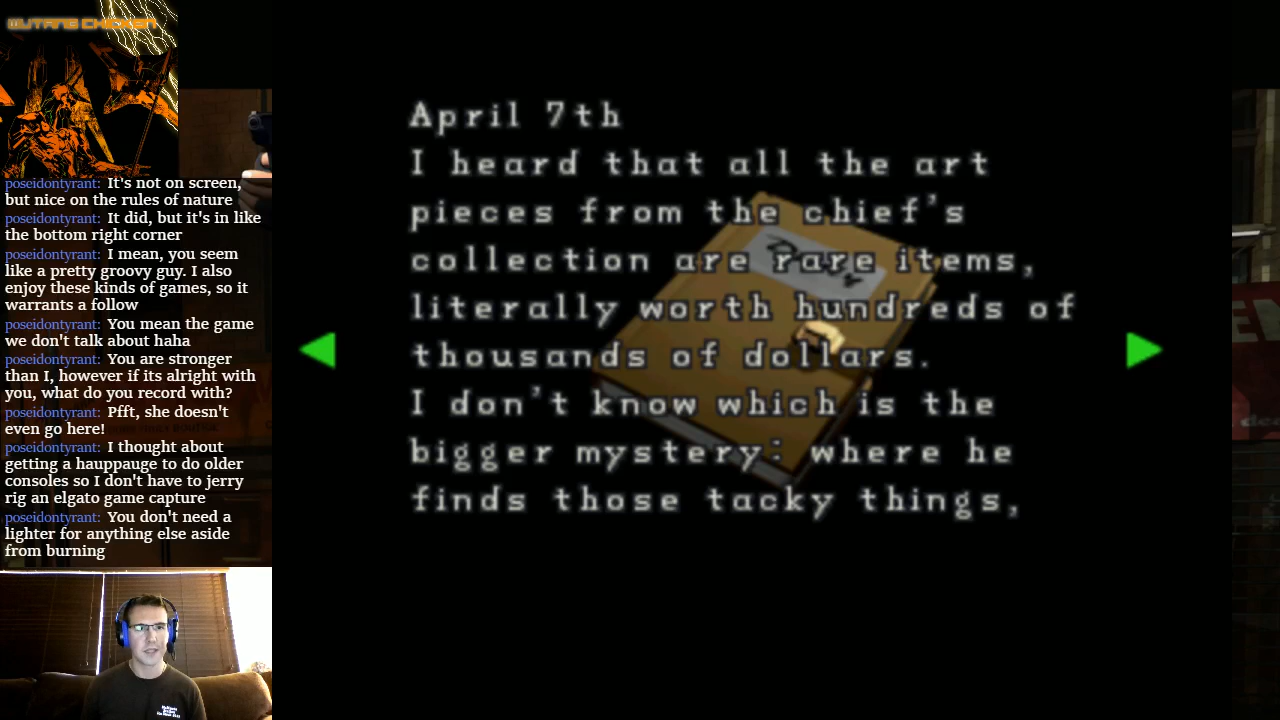 WUTANG CHICKEN
poseidontyrant: It's not on screen,
but nice on the rules of nature
poseidontyrant: It did, but it's in like
the bottom right corner
poseidontyrant: I mean, you seem
like a pretty groovy guy. I also
enjoy these kinds of games, so it
warrants a follow
poseidontyrant: You mean the game
we don't talk about haha
poseidontyrant: You are stronger
than I, however if its alright with
you, what do you record with?
poseidontyrant: Pfft, she doesn't
even go here!
poseidontyrant: I thought about
getting a hauppauge to do older
consoles so I don't have to jerry
rig an elgato game capture
poseidontyrant: You don't need a
lighter for anything else aside
from burning
April 7th
I heard that all the art
pieces from the chief's
collection are rare items,
literally worth hundreds of
thousands of dollars.
I don't know which is the
bigger mystery: where he
finds those tacky things,
Diary